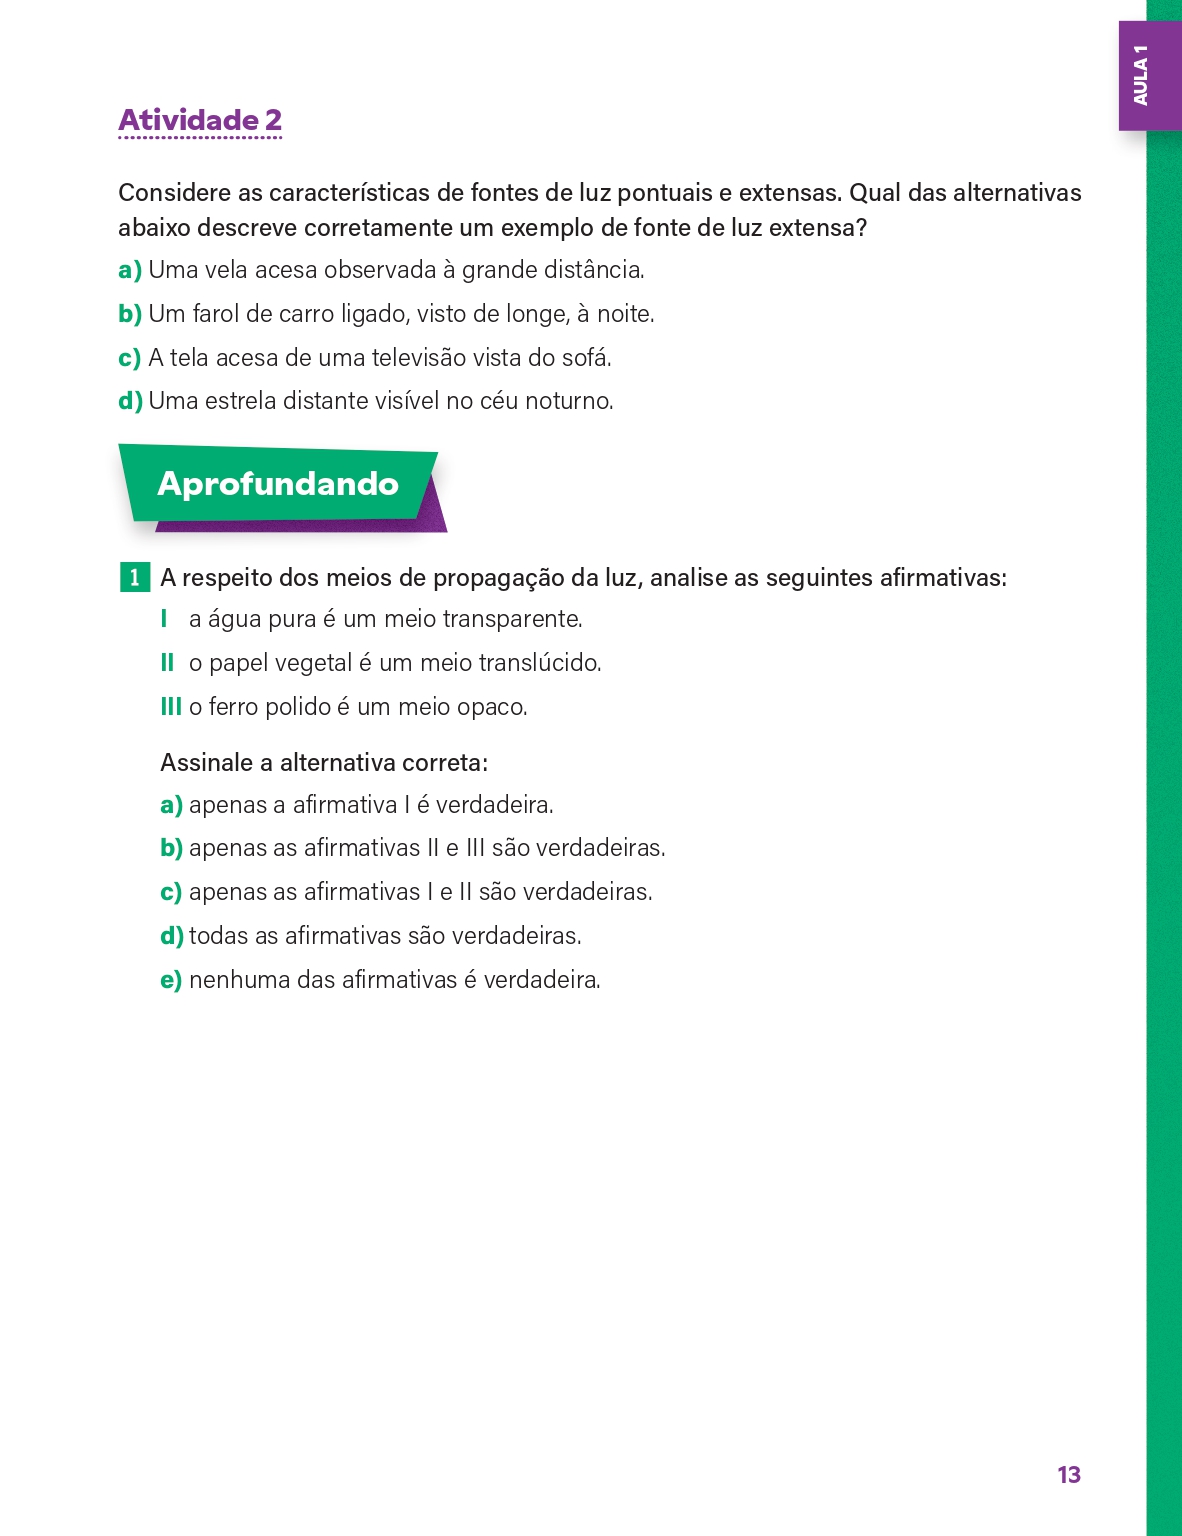 AULA 1
Atividade 2
Considere as características de fontes de luz pontuais e extensas. Qual das alternativas
abaixo descreve corretamente um exemplo de fonte de luz extensa?
a) Uma vela acesa observada à grande distância.
b) Um farol de carro ligado, visto de longe, à noite.
c) A tela acesa de uma televisão vista do sofá.
d) Uma estrela distante visível no céu noturno.
Aprofundando
1 A respeito dos meios de propagação da luz, analise as seguintes afirmativas:
I a água pura é um meio transparente.
II o papel vegetal é um meio translúcido.
III o ferro polido é um meio opaco.
Assinale a alternativa correta:
a) apenas a afirmativa I é verdadeira.
b) apenas as afirmativas II e III são verdadeiras.
c) apenas as afirmativas I e II são verdadeiras.
d) todas as afirmativas são verdadeiras.
e) nenhuma das afirmativas é verdadeira.
13